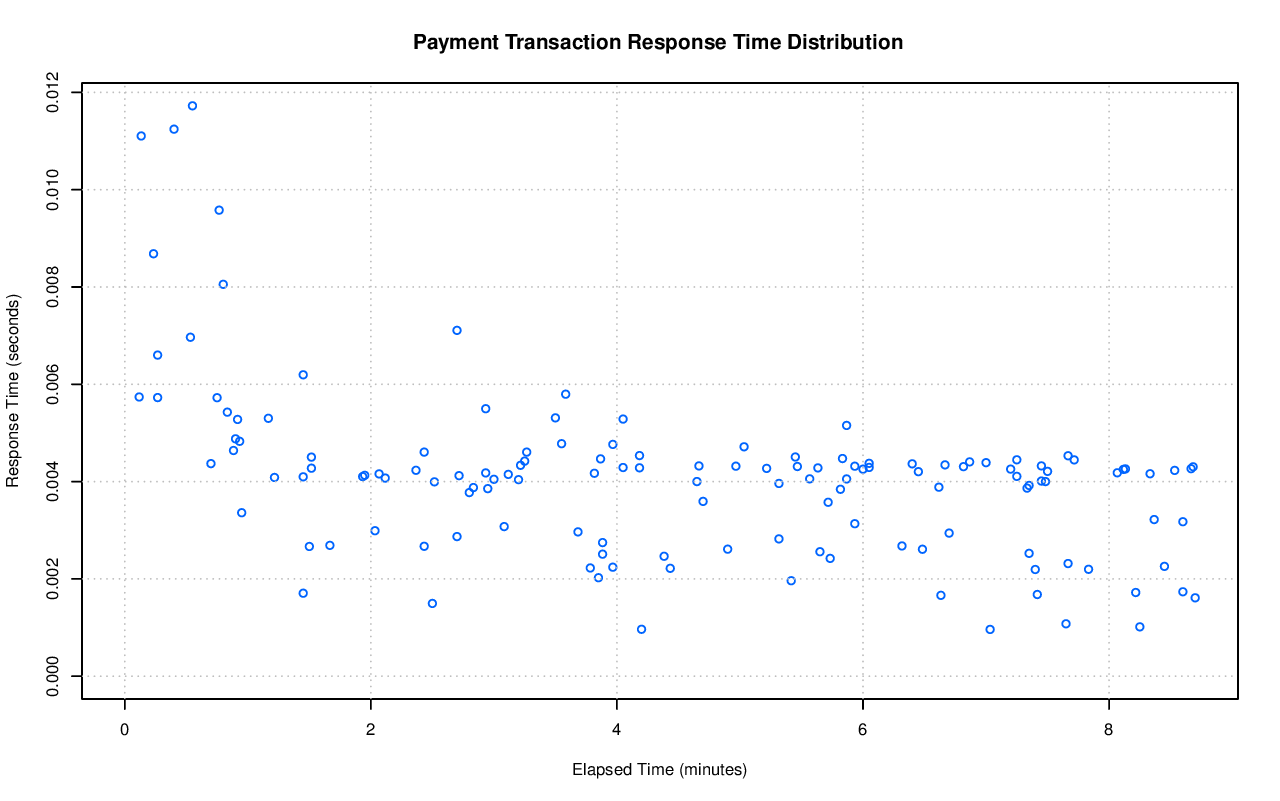 Payment Transaction Response Time Distribution
0.012
0.010
0.008
0.006
0.004
0.002
0.000
Response Time (seconds)
0 2 4 6 8
Elapsed Time (minutes)